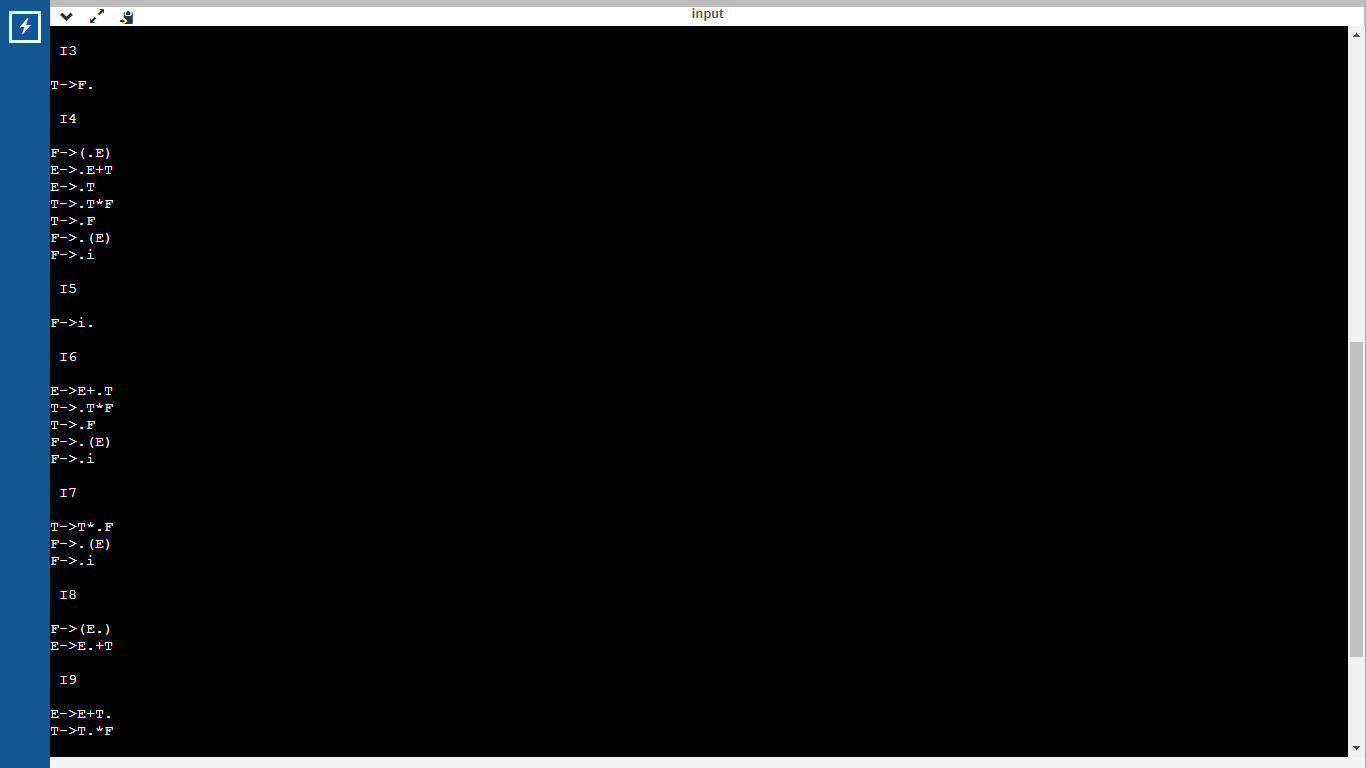 input
I3
T->F.
I4
F->(.E)
E->.E+T
E->.T
T->.T*F
T->.F
F->.(E)
F->.i
I5
F->i.
I6
E->E+.T
T->.T*F
T->.F
F->.(E)
F->.i
I7
T->T*.F
F->.(E)
F->.i
I8
F->(E.)
E->E.+T
I9
E->E+T.
T->T.*F